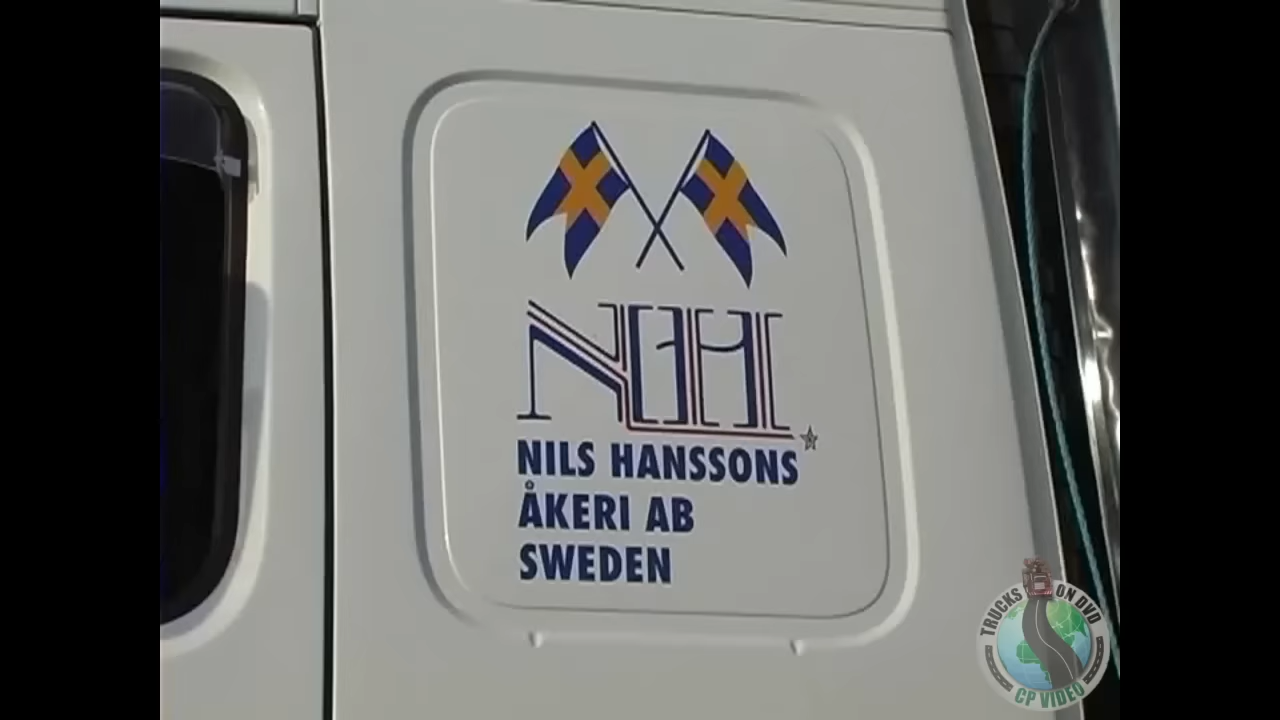 NH
NILS HANSSONS
ÅKERI AB
SWEDEN
TRUCKS ON DVD
CP VIDEO